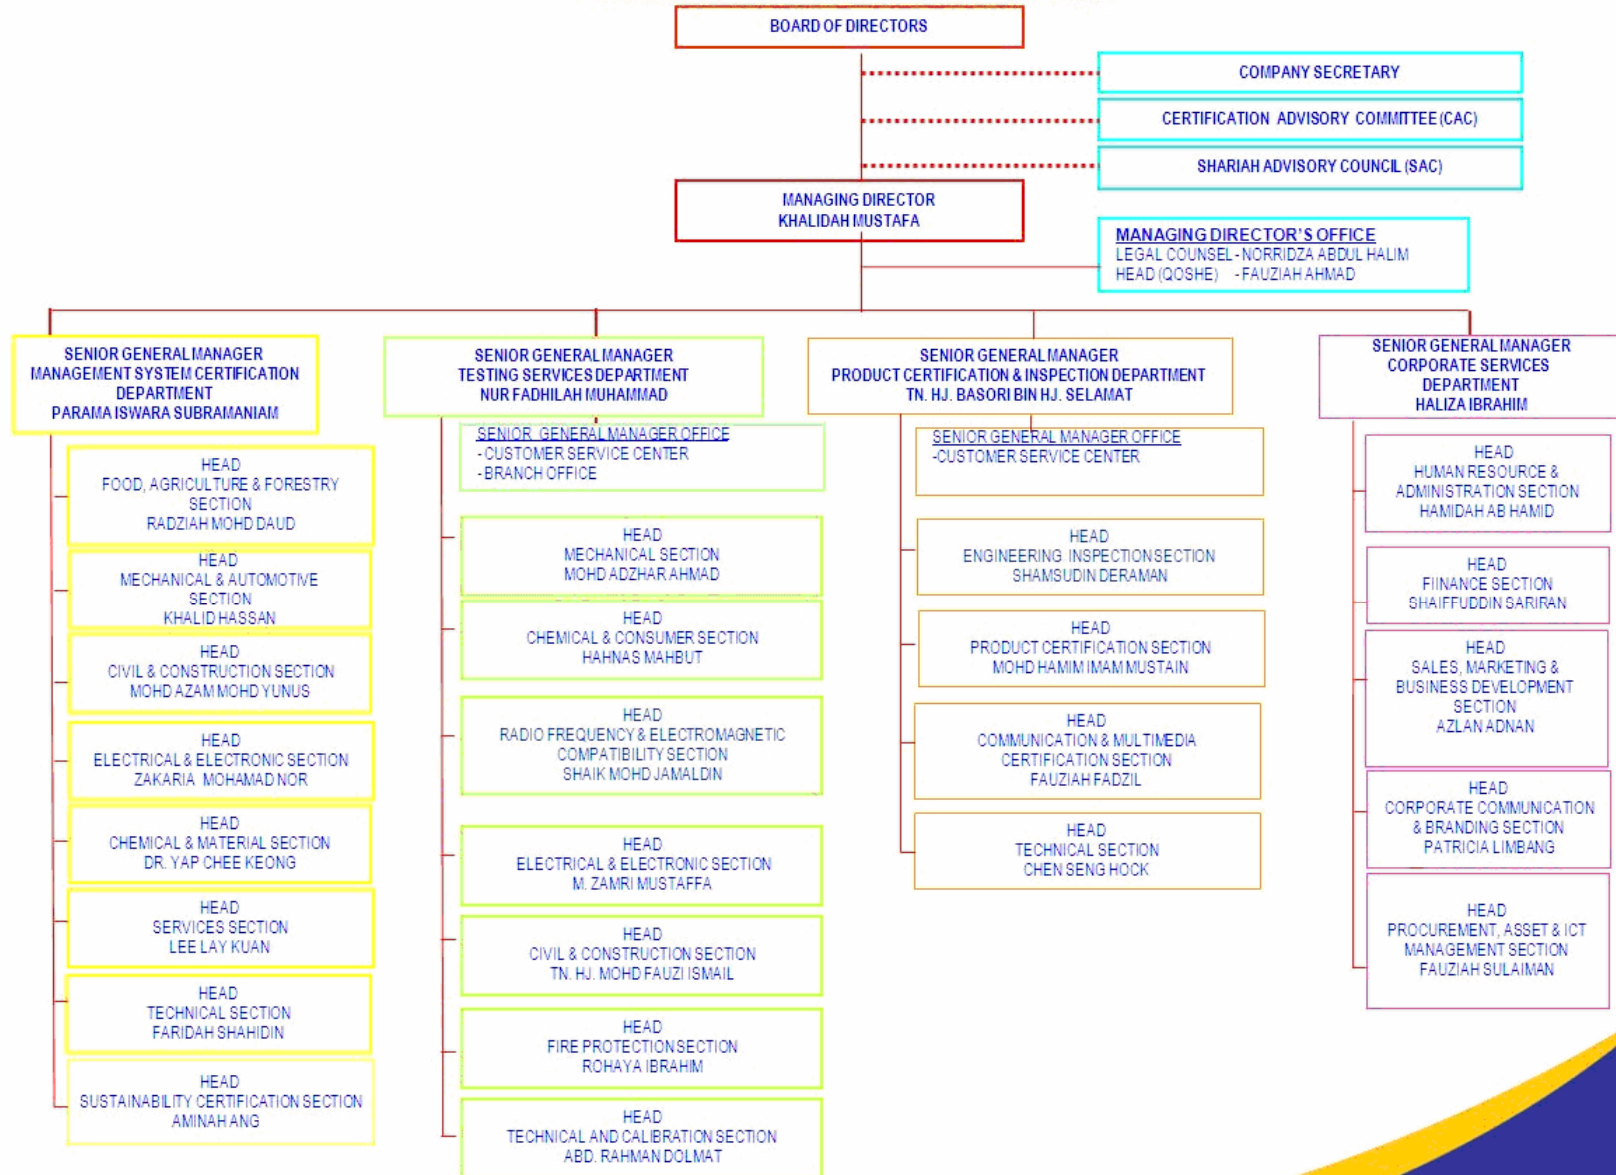 BOARD OF DIRECTORS
COMPANY SECRETARY
CERTIFICATION ADVISORY COMMITTEE (CAC)
SHARIAH ADVISORY COUNCIL (SAC)
MANAGING DIRECTOR
KHALIDAH MUSTAFA
MANAGING DIRECTOR'S OFFICE
LEGAL COUNSEL - NORRIDZA ABDUL HALIM
HEAD (QOSHE) - FAUZIAH AHMAD
SENIOR GENERAL MANAGER
MANAGEMENT SYSTEM CERTIFICATION
DEPARTMENT
PARAMA ISWARA SUBRAMANIAM
HEAD
FOOD, AGRICULTURE & FORESTRY
SECTION
RADZIAH MOHD DAUD
HEAD
MECHANICAL & AUTOMOTIVE
SECTION
KHALID HASSAN
HEAD
CIVIL & CONSTRUCTION SECTION
MOHD AZAM MOHD YUNUS
HEAD
ELECTRICAL & ELECTRONIC SECTION
ZAKARIA MOHAMAD NOR
HEAD
CHEMICAL & MATERIAL SECTION
DR. YAP CHEE KEONG
HEAD
SERVICES SECTION
LEE LAY KUAN
HEAD
TECHNICAL SECTION
FARIDAH SHAHIDIN
HEAD
SUSTAINABILITY CERTIFICATION SECTION
AMINAH ANG
SENIOR GENERAL MANAGER
TESTING SERVICES DEPARTMENT
NUR FADHILAH MUHAMMAD
SENIOR GENERAL MANAGER OFFICE
- CUSTOMER SERVICE CENTER
- BRANCH OFFICE
HEAD
MECHANICAL SECTION
MOHD ADZHAR AHMAD
HEAD
CHEMICAL & CONSUMER SECTION
HAHNAS MAHBUT
HEAD
RADIO FREQUENCY & ELECTROMAGNETIC
COMPATIBILITY SECTION
SHAIK MOHD JAMALDIN
HEAD
ELECTRICAL & ELECTRONIC SECTION
M. ZAMRI MUSTAFFA
HEAD
CIVIL & CONSTRUCTION SECTION
TN. HJ. MOHD FAUZI ISMAIL
HEAD
FIRE PROTECTION SECTION
ROHAYA IBRAHIM
HEAD
TECHNICAL AND CALIBRATION SECTION
ABD. RAHMAN DOLMAT
SENIOR GENERAL MANAGER
PRODUCT CERTIFICATION & INSPECTION DEPARTMENT
TN. HJ. BASORI BIN HJ. SELAMAT
SENIOR GENERAL MANAGER OFFICE
-CUSTOMER SERVICE CENTER
HEAD
ENGINEERING INSPECTION SECTION
SHAMSUDIN DERAMAN
HEAD
PRODUCT CERTIFICATION SECTION
MOHD HAMIM IMAM MUSTAIN
HEAD
COMMUNICATION & MULTIMEDIA
CERTIFICATION SECTION
FAUZIAH FADZIL
HEAD
TECHNICAL SECTION
CHEN SENG HOCK
SENIOR GENERAL MANAGER
CORPORATE SERVICES
DEPARTMENT
HALIZA IBRAHIM
HEAD
HUMAN RESOURCE &
ADMINISTRATION SECTION
HAMIDAH AB HAMID
HEAD
FIINANCE SECTION
SHAIFFUDDIN SARIRAN
HEAD
SALES, MARKETING &
BUSINESS DEVELOPMENT
SECTION
AZLAN ADNAN
HEAD
CORPORATE COMMUNICATION
& BRANDING SECTION
PATRICIA LIMBANG
HEAD
PROCUREMENT, ASSET & ICT
MANAGEMENT SECTION
FAUZIAH SULAIMAN